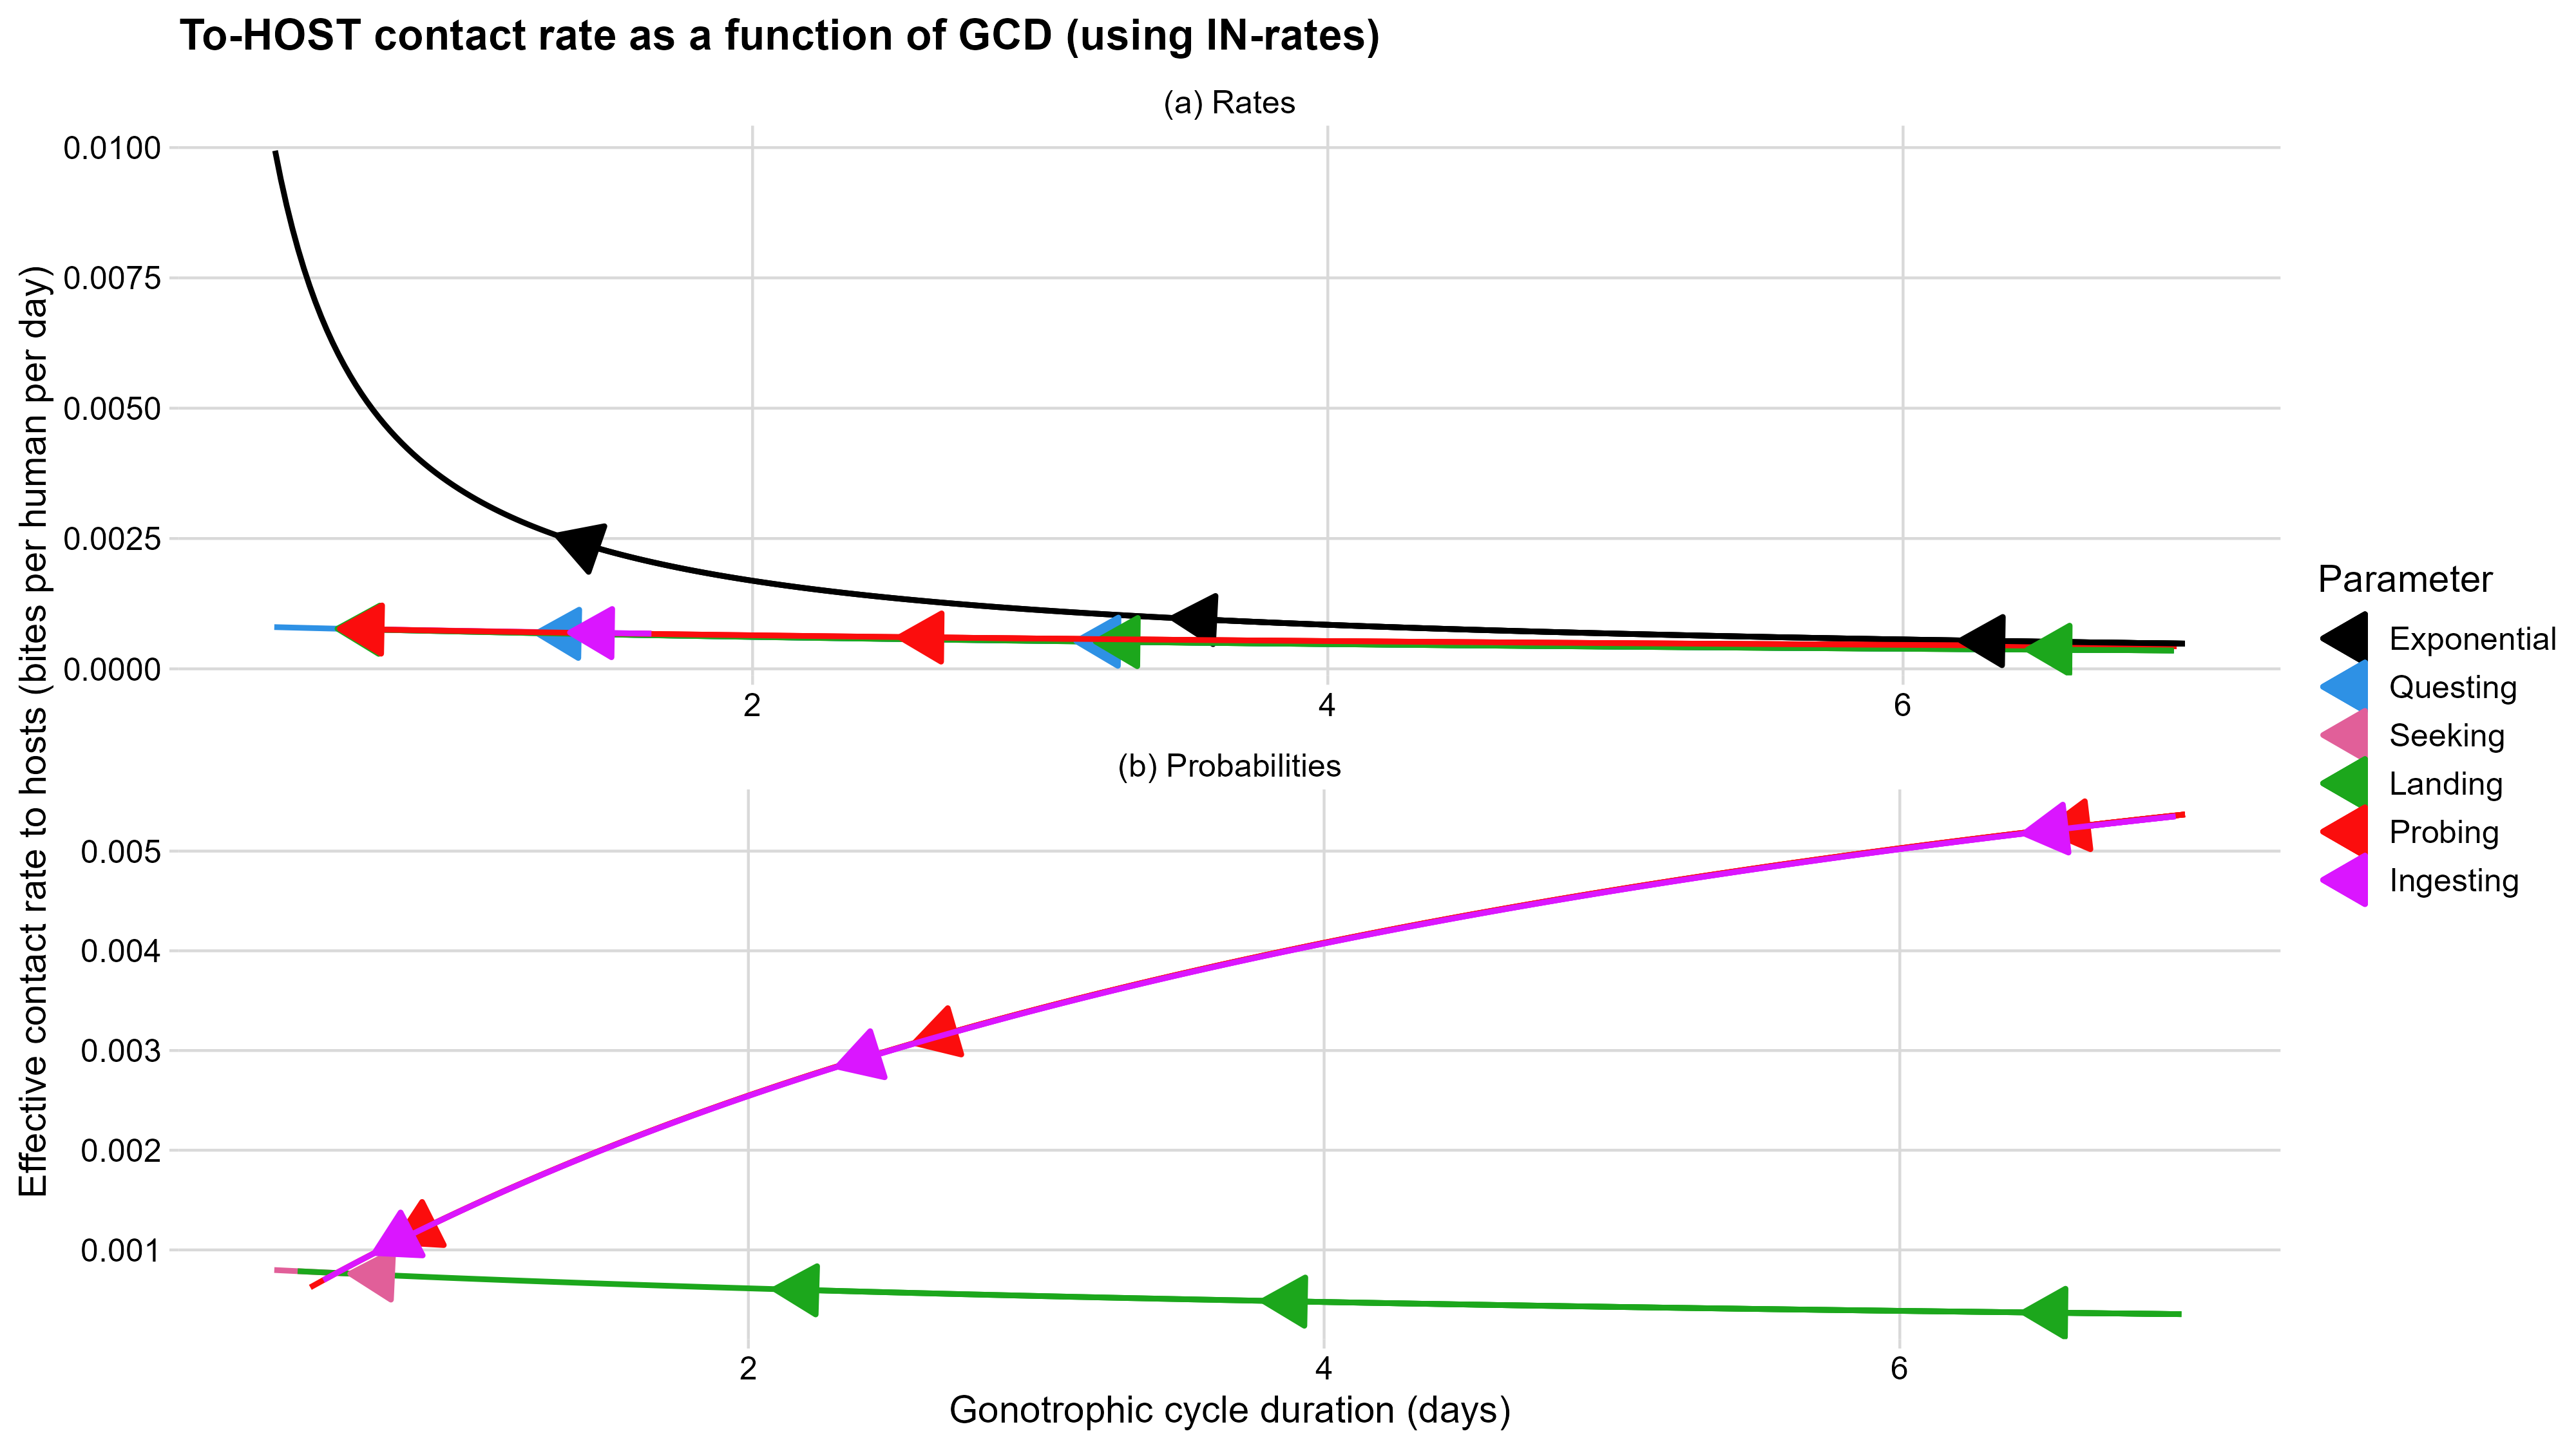 To-HOST contact rate as a function of GCD (using IN-rates)
(a) Rates
0.0100
0.0075
0.0050
0.0025
0.0000
2 4 6
(b) Probabilities
0.005
0.004
0.003
0.002
0.001
2 4 6
Gonotrophic cycle duration (days)
Effective contact rate to hosts (bites per human per day)
Parameter
Exponential
Questing
Seeking
Landing
Probing
Ingesting